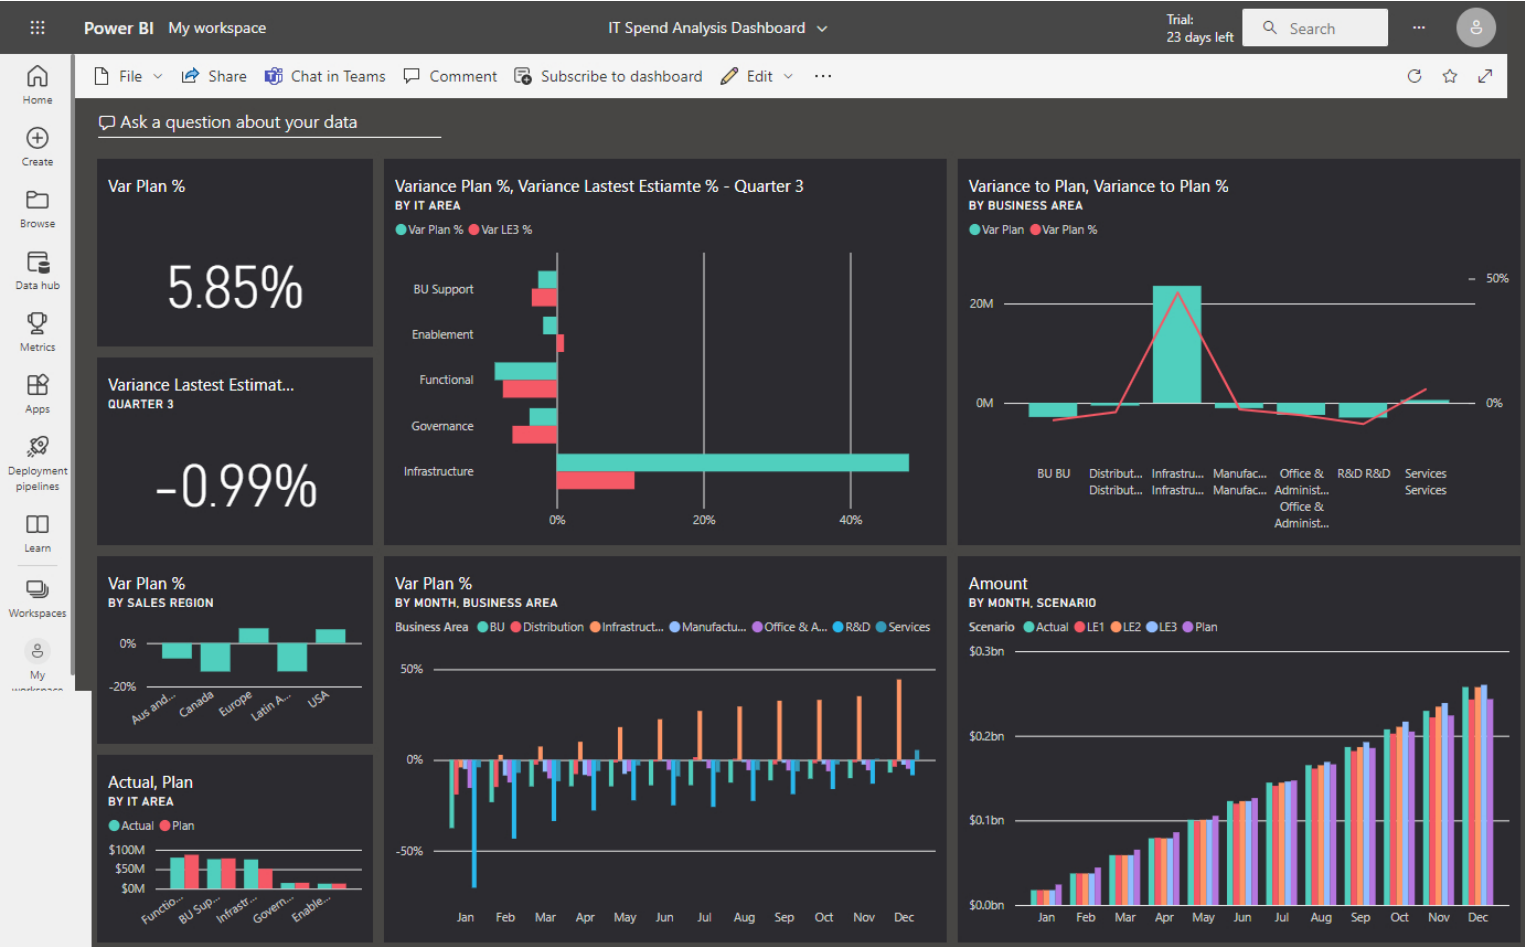 Power BI My workspace
IT Spend Analysis Dashboard
Trial:
23 days left
Search
File Share Chat in Teams Comment Subscribe to dashboard Edit
Home
Create
Browse
Data hub
Metrics
Apps
Deployment
pipelines
Learn
Workspaces
My
workspace
Ask a question about your data
Var Plan %
5.85%
Variance Lastest Estimat...
QUARTER 3
-0.99%
Variance Plan %, Variance Lastest Estiamte % - Quarter 3
BY IT AREA
Var Plan % Var LE3 %
BU Support
Enablement
Functional
Governance
Infrastructure
0% 20% 40%
Variance to Plan, Variance to Plan %
BY BUSINESS AREA
Var Plan Var Plan %
50%
20M
0M 0%
BU BU Distribut... Infrastru... Manufac... Office & R&D R&D Services
Distribut... Infrastru... Manufac... Administ... Services
Office &
Administ...
Var Plan %
BY SALES REGION
0%
-20%
Aus and... Canada Europe Latin A... USA
Actual, Plan
BY IT AREA
Actual Plan
$100M
$50M
$0M
Functio... BU Sup... Infrastr... Govern... Enable...
Var Plan %
BY MONTH, BUSINESS AREA
Business Area BU Distribution Infrastruct... Manufactu... Office & A... R&D Services
50%
0%
-50%
Jan Feb Mar Apr May Jun Jul Aug Sep Oct Nov Dec
Amount
BY MONTH, SCENARIO
Scenario Actual LE1 LE2 LE3 Plan
$0.3bn
$0.2bn
$0.1bn
$0.0bn
Jan Feb Mar Apr May Jun Jul Aug Sep Oct Nov Dec